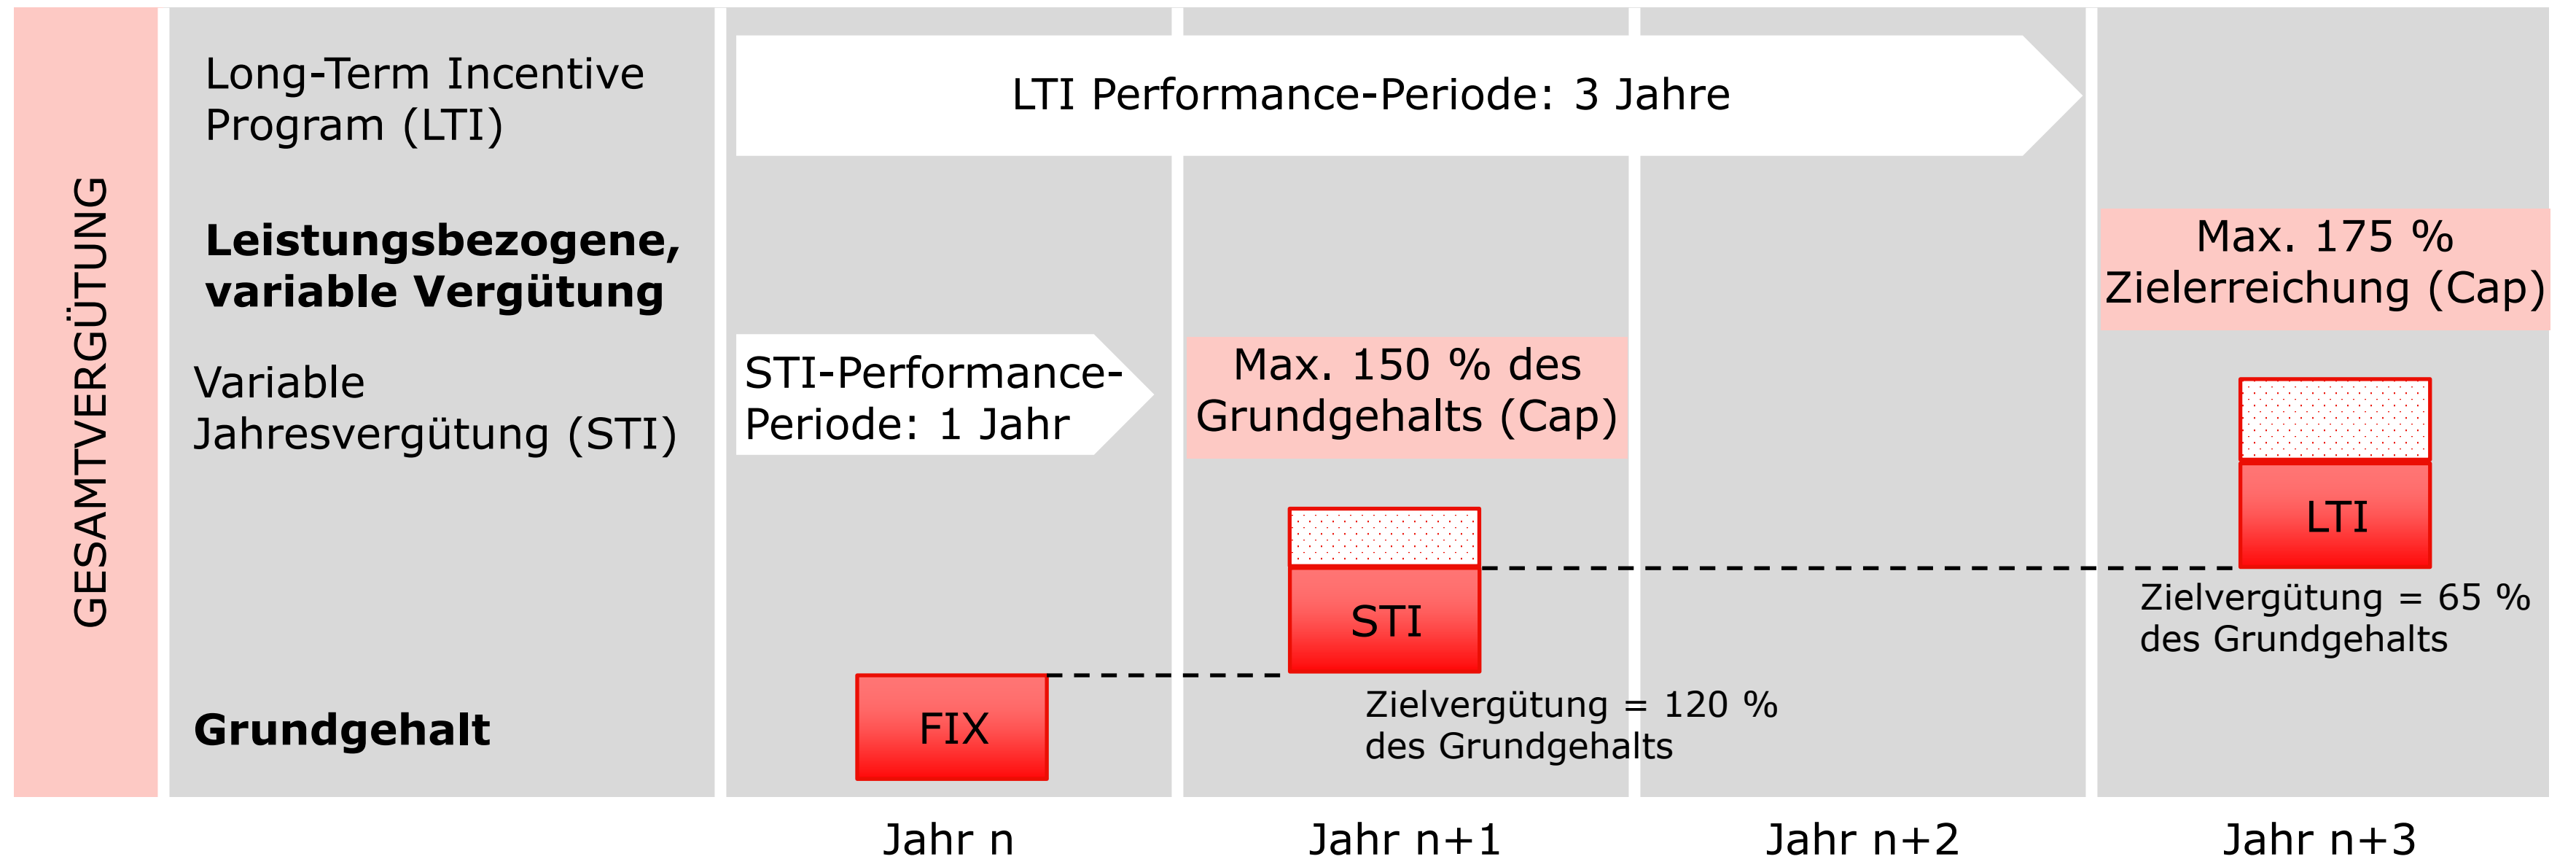 GESAMTVERGÜTUNG
Long-Term Incentive
Program (LTI)
LTI Performance-Periode: 3 Jahre
Leistungsbezogene,
variable Vergütung
Max. 175 %
Zielerreichung (Cap)
Variable
Jahresvergütung (STI)
STI-Performance-
Periode: 1 Jahr
Max. 150 % des
Grundgehalts (Cap)
LTI
STI
Zielvergütung = 65 %
des Grundgehalts
Grundgehalt
FIX
Zielvergütung = 120 %
des Grundgehalts
Jahr n
Jahr n+1
Jahr n+2
Jahr n+3